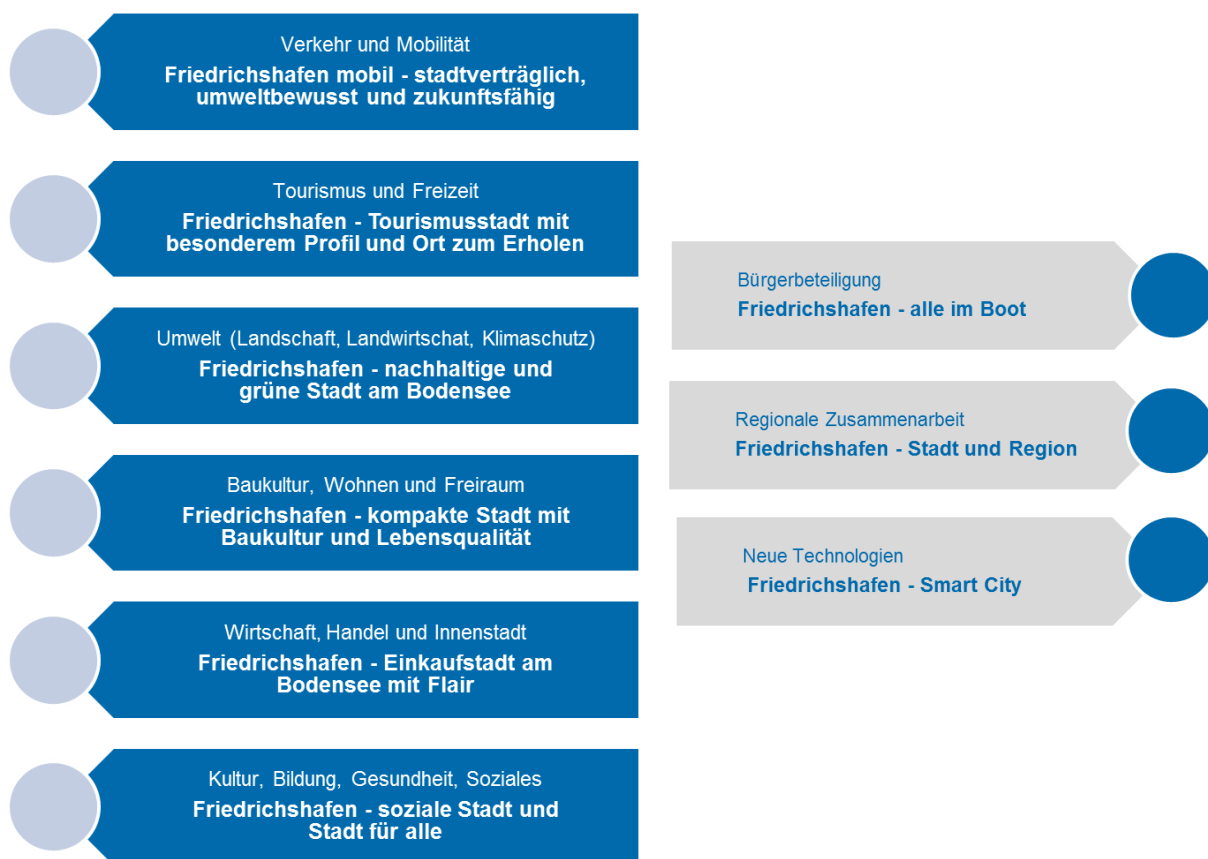 Verkehr und Mobilität
Friedrichshafen mobil - stadtverträglich,
umweltbewusst und zukunftsfähig
Tourismus und Freizeit
Friedrichshafen - Tourismusstadt mit
besonderem Profil und Ort zum Erholen
Umwelt (Landschaft, Landwirtschat, Klimaschutz)
Friedrichshafen - nachhaltige und
grüne Stadt am Bodensee
Baukultur, Wohnen und Freiraum
Friedrichshafen - kompakte Stadt mit
Baukultur und Lebensqualität
Wirtschaft, Handel und Innenstadt
Friedrichshafen - Einkaufstadt am
Bodensee mit Flair
Kultur, Bildung, Gesundheit, Soziales
Friedrichshafen - soziale Stadt und
Stadt für alle
Bürgerbeteiligung
Friedrichshafen - alle im Boot
Regionale Zusammenarbeit
Friedrichshafen - Stadt und Region
Neue Technologien
Friedrichshafen - Smart City